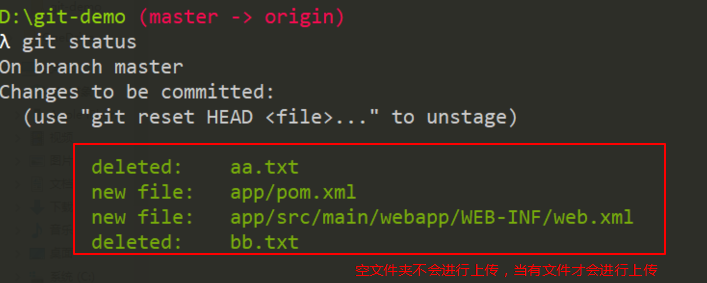 D:\git-demo (master -> origin)
λ git status
On branch master
Changes to be committed:
(use "git reset HEAD <file>..." to unstage)
deleted: aa.txt
new file: app/pom.xml
new file: app/src/main/webapp/WEB-INF/web.xml
deleted: bb.txt
空文件夹不会进行上传，当有文件才会进行上传